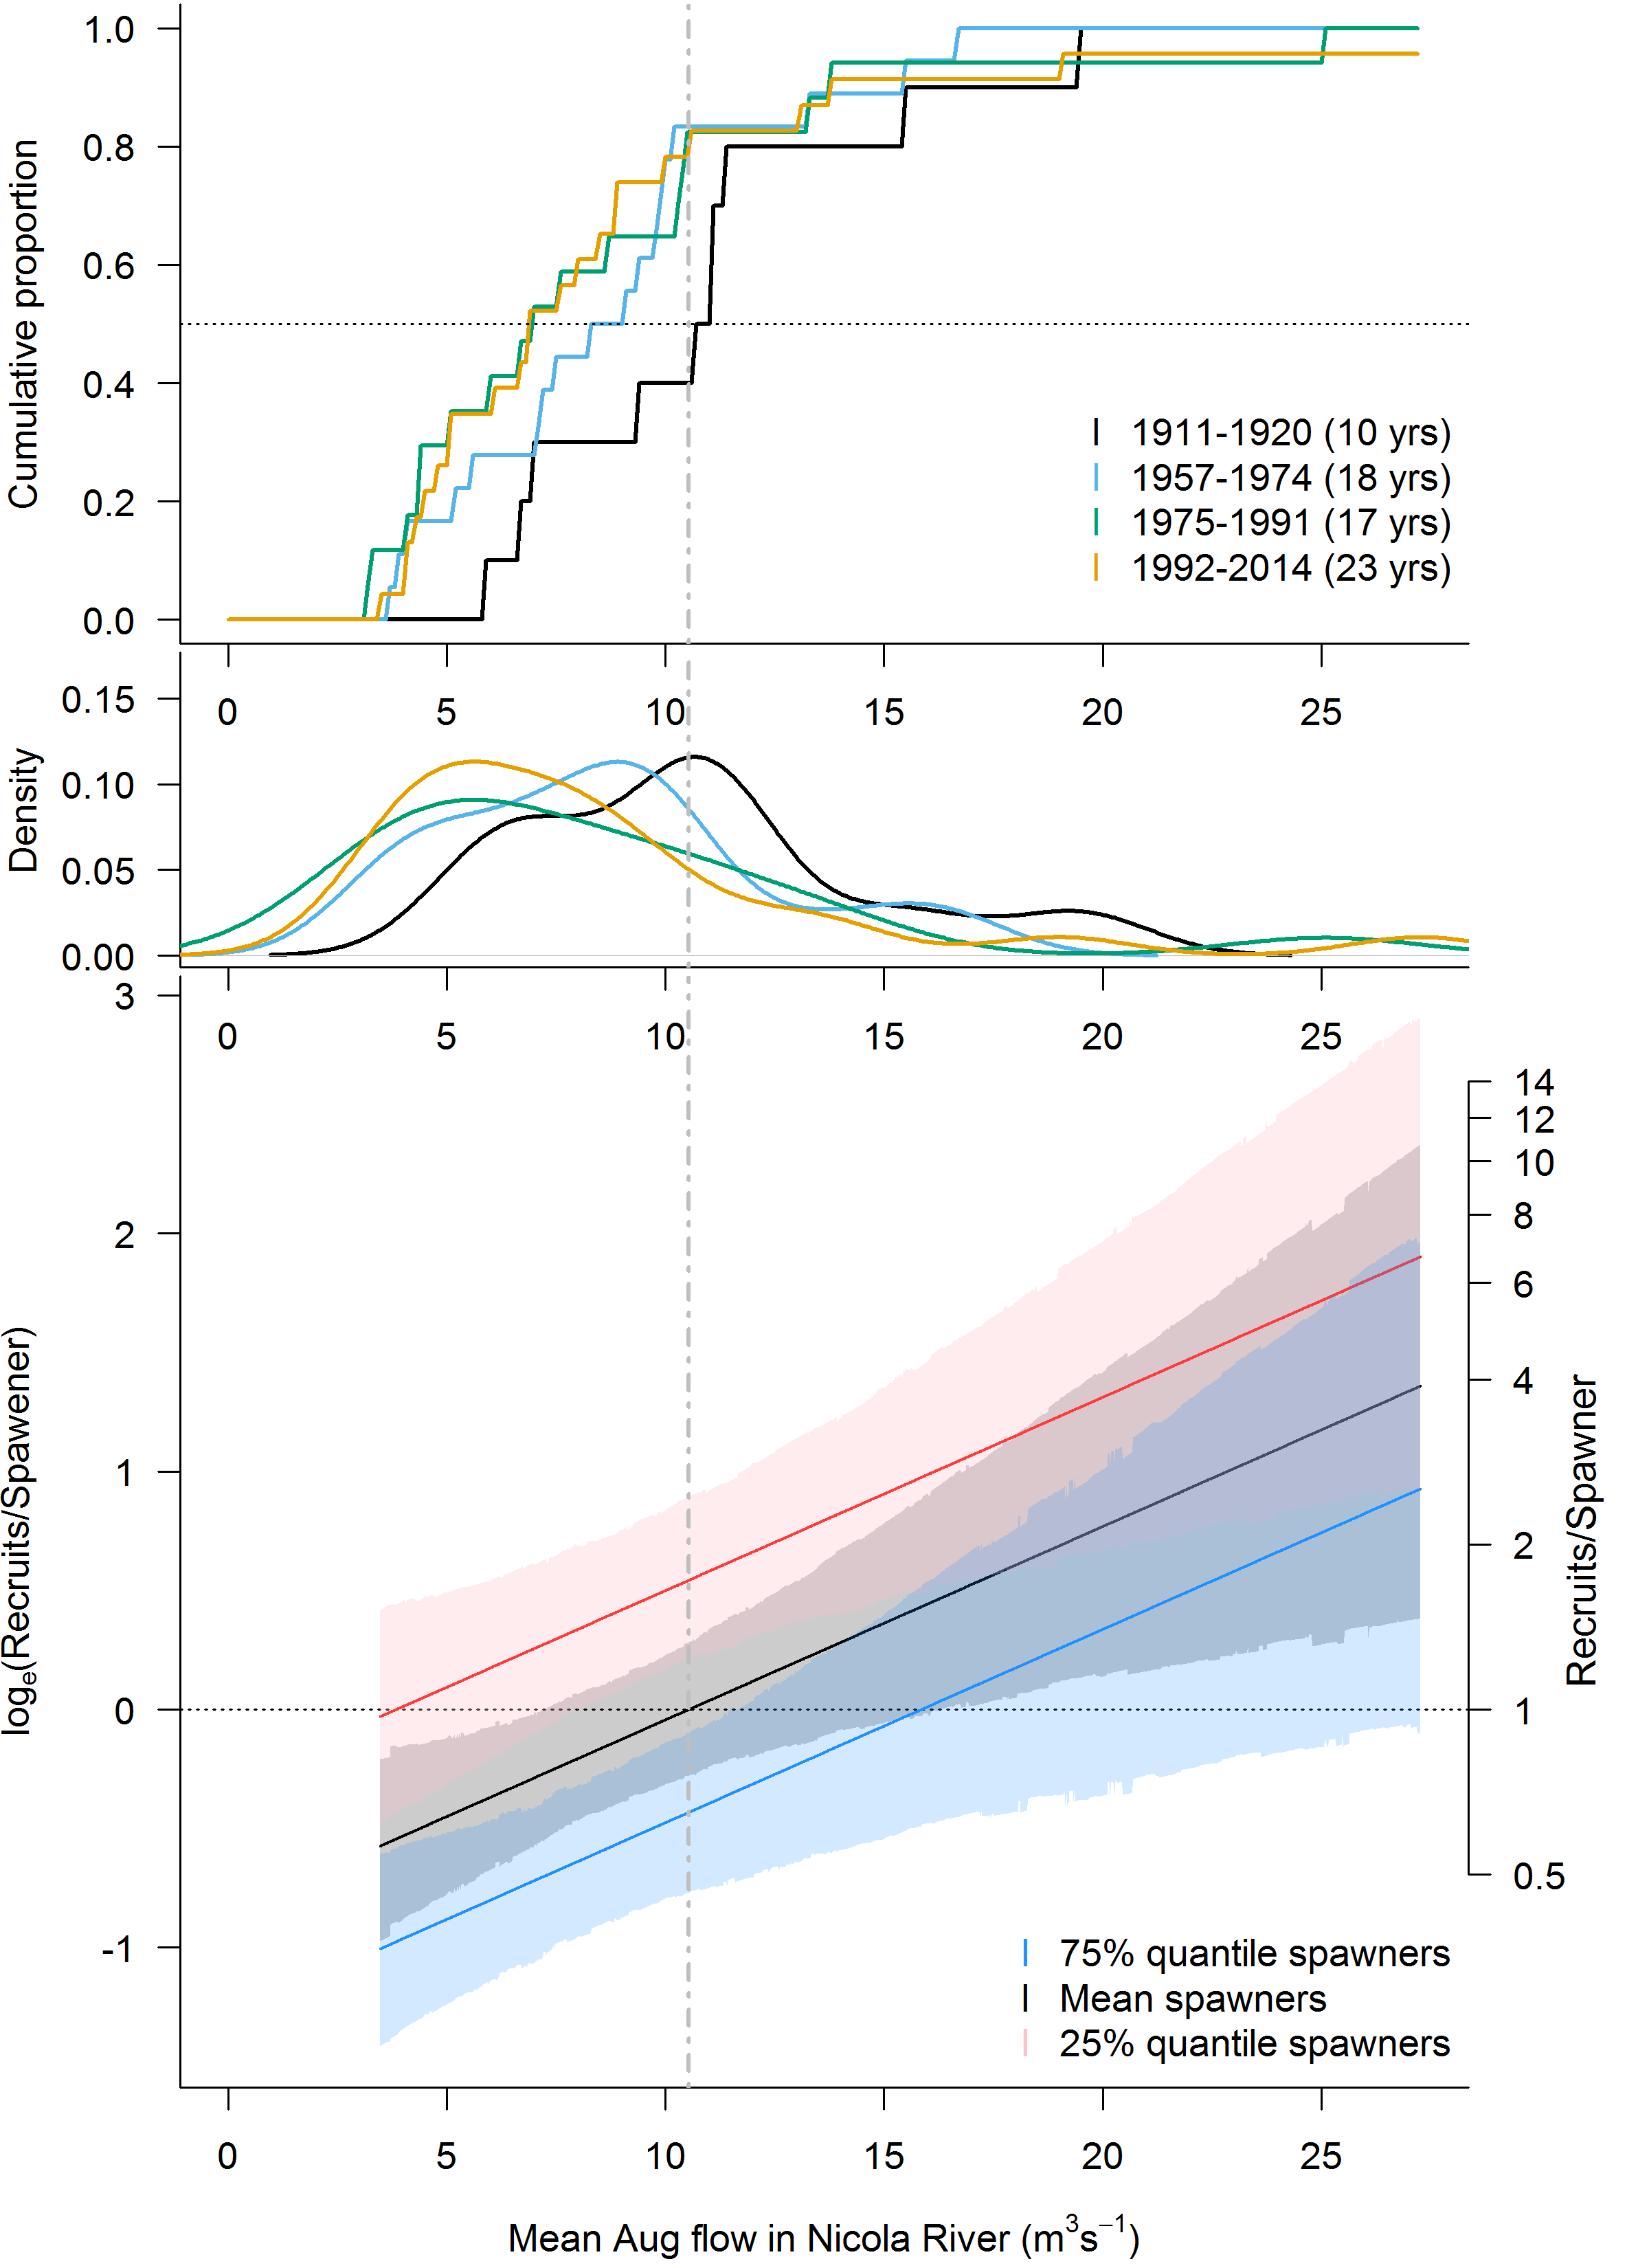 1.0
0.8
0.6
0.4
0.2
0.0
Cumulative proportion
1911-1920 (10 yrs)
1957-1974 (18 yrs)
1975-1991 (17 yrs)
1992-2014 (23 yrs)
0 5 10 15 20 25
0.15
0.10
0.05
0.00
Density
0 5 10 15 20 25
3
2
1
0
-1
logₑ(Recruits/Spawener)
14
12
10
8
6
4
2
1
0.5
Recruits/Spawner
75% quantile spawners
Mean spawners
25% quantile spawners
0 5 10 15 20 25
Mean Aug flow in Nicola River (m³s⁻¹)